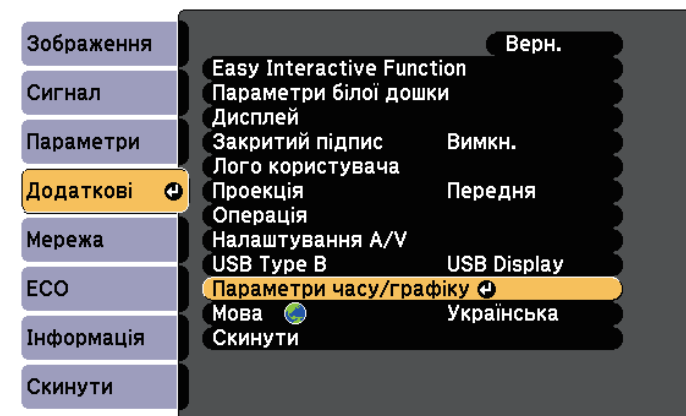 Зображення
Сигнал
Параметри
Додаткові
Мережа
ECO
Інформація
Скинути
Верн.
Easy Interactive Function
Параметри білої дошки
Дисплей
Закритий підпис Вимкн.
Лого користувача
Проекція Передня
Операція
Налаштування A/V
USB Type B USB Display
Параметри часу/графіку
Мова Українська
Скинути